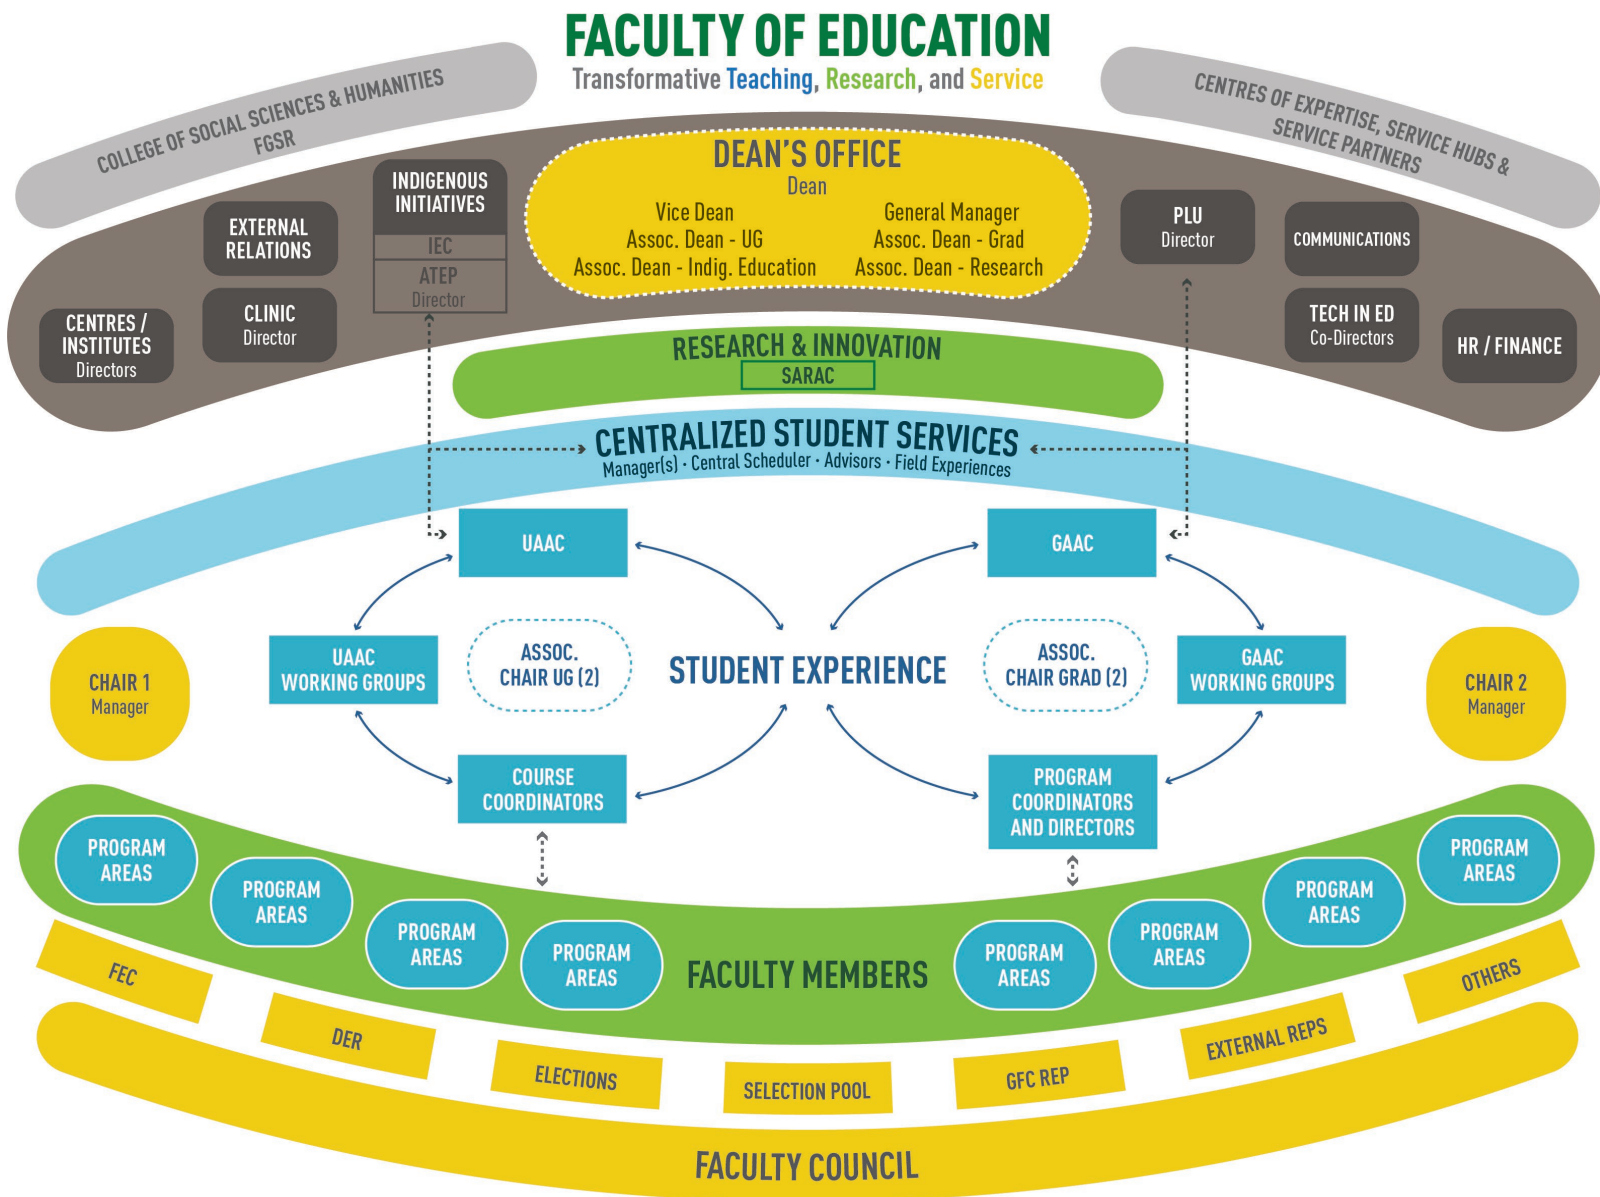 FACULTY OF EDUCATION
Transformative Teaching, Research, and Service
COLLEGE OF SOCIAL SCIENCES & HUMANITIES
FGSR
CENTRES OF EXPERTISE, SERVICE HUBS &
SERVICE PARTNERS
DEAN'S OFFICE
Dean
Vice Dean
General Manager
Assoc. Dean - UG
Assoc. Dean - Grad
Assoc. Dean - Indig. Education
Assoc. Dean - Research
INDIGENOUS
INITIATIVES
IEC
ATEP
Director
EXTERNAL
RELATIONS
CLINIC
Director
CENTRES /
INSTITUTES
Directors
PLU
Director
COMMUNICATIONS
TECH IN ED
Co-Directors
HR / FINANCE
RESEARCH & INNOVATION
SARAC
CENTRALIZED STUDENT SERVICES
Manager(s) · Central Scheduler · Advisors · Field Experiences
UAAC
GAAC
UAAC
WORKING GROUPS
ASSOC.
CHAIR UG (2)
STUDENT EXPERIENCE
ASSOC.
CHAIR GRAD (2)
GAAC
WORKING GROUPS
CHAIR 1
Manager
CHAIR 2
Manager
COURSE
COORDINATORS
PROGRAM
COORDINATORS
AND DIRECTORS
PROGRAM
AREAS
PROGRAM
AREAS
PROGRAM
AREAS
PROGRAM
AREAS
FACULTY MEMBERS
PROGRAM
AREAS
PROGRAM
AREAS
PROGRAM
AREAS
PROGRAM
AREAS
FEC
DER
ELECTIONS
SELECTION POOL
GFC REP
EXTERNAL REPS
OTHERS
FACULTY COUNCIL